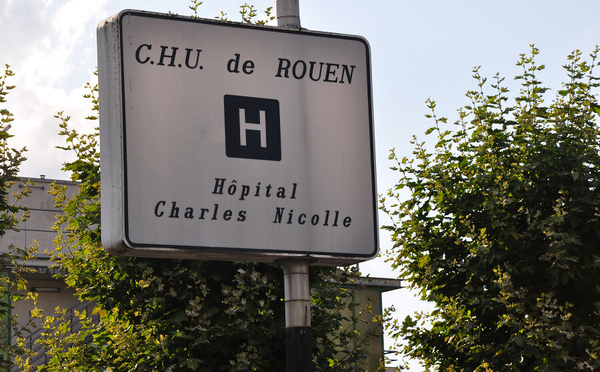 C.H.U. de ROUEN
H
Hôpital
Charles Nicolle